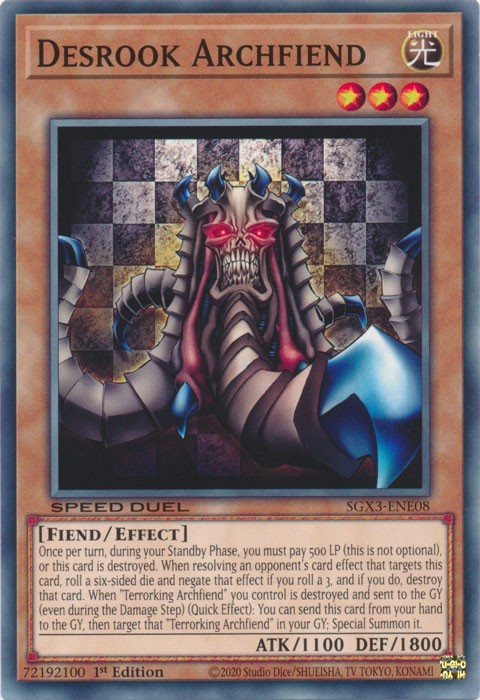 DESROOK ARCHFIEND
LIGHT
光
SPEED DUEL
SGX3-ENE08
[FIEND/EFFECT]
Once per turn, during your Standby Phase, you must pay 500 LP (this is not optional),
or this card is destroyed. When resolving an opponent's card effect that targets this
card, roll a six-sided die and negate that effect if you roll a 3, and if you do, destroy
that card. When "Terrorking Archfiend" you control is destroyed and sent to the GY
(even during the Damage Step) (Quick Effect): You can send this card from your hand
to the GY, then target that "Terrorking Archfiend" in your GY; Special Summon it.
ATK/1100 DEF/1800
72192100 1st Edition ©2020 Studio Dice/SHUEISHA, TV TOKYO, KONAMI